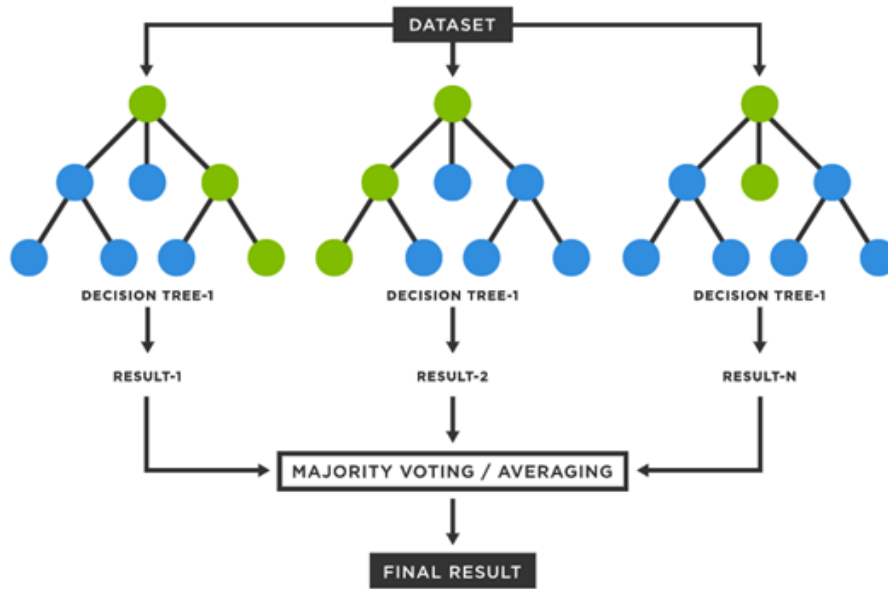 DATASET
DECISION TREE-1
DECISION TREE-1
DECISION TREE-1
RESULT-1
RESULT-2
RESULT-N
MAJORITY VOTING / AVERAGING
FINAL RESULT